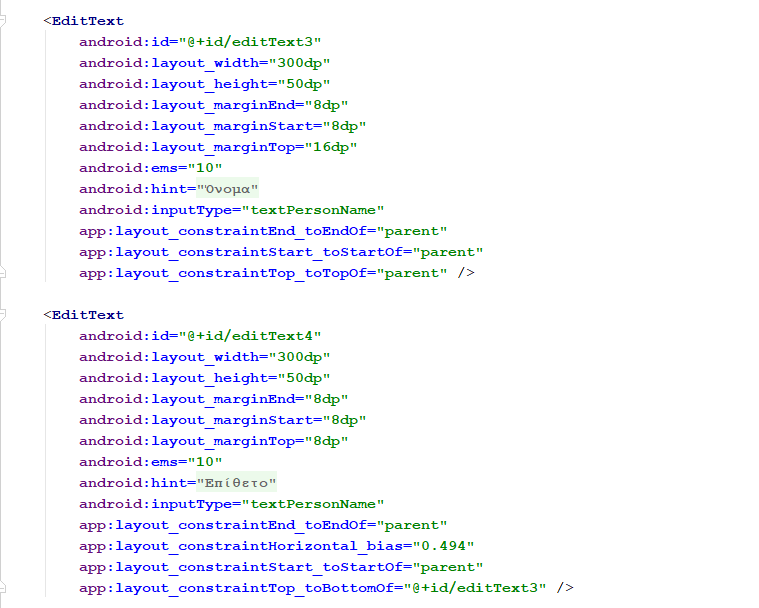 <EditText
android:id="@+id/editText3"
android:layout_width="300dp"
android:layout_height="50dp"
android:layout_marginEnd="8dp"
android:layout_marginStart="8dp"
android:layout_marginTop="16dp"
android:ems="10"
android:hint="Όνομα"
android:inputType="textPersonName"
app:layout_constraintEnd_toEndOf="parent"
app:layout_constraintStart_toStartOf="parent"
app:layout_constraintTop_toTopOf="parent" />
<EditText
android:id="@+id/editText4"
android:layout_width="300dp"
android:layout_height="50dp"
android:layout_marginEnd="8dp"
android:layout_marginStart="8dp"
android:layout_marginTop="8dp"
android:ems="10"
android:hint="Επίθετο"
android:inputType="textPersonName"
app:layout_constraintEnd_toEndOf="parent"
app:layout_constraintHorizontal_bias="0.494"
app:layout_constraintStart_toStartOf="parent"
app:layout_constraintTop_toBottomOf="@+id/editText3" />